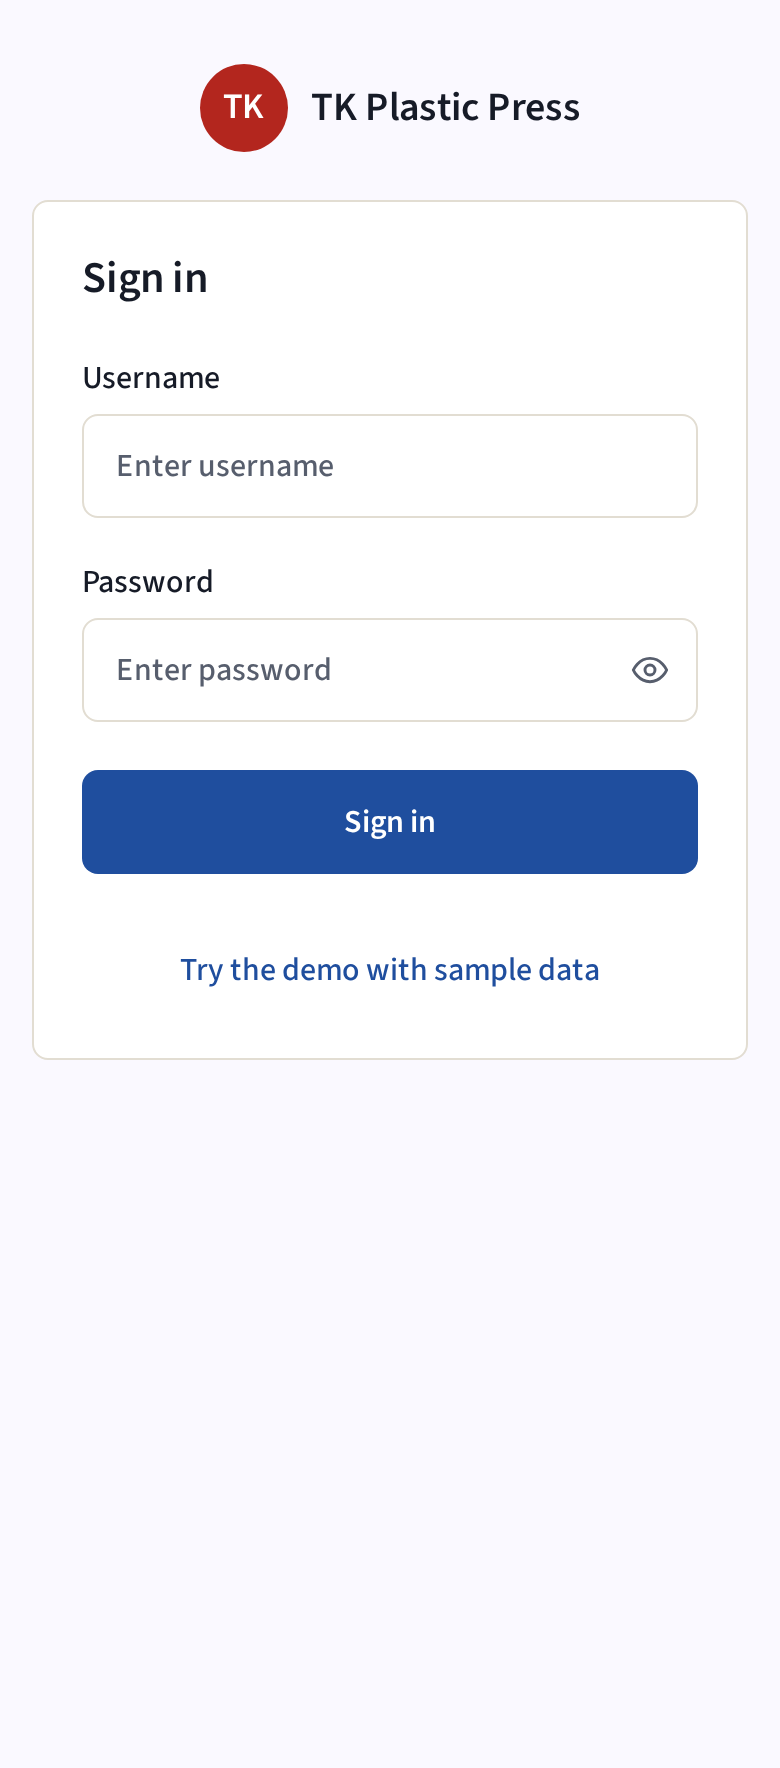 TK
TK Plastic Press
Sign in
Username
Enter username
Password
Enter password
Sign in
Try the demo with sample data